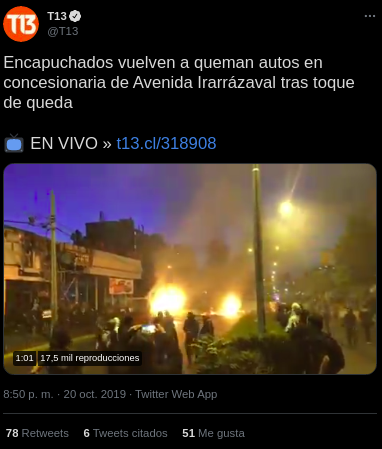 T13
T13
@T13
Encapuchados vuelven a queman autos en
concesionaria de Avenida Irarrázaval tras toque
de queda
EN VIVO » t13.cl/318908
1:01 17,5 mil reproducciones
8:50 p. m. · 20 oct. 2019 · Twitter Web App
78 Retweets 6 Tweets citados 51 Me gusta